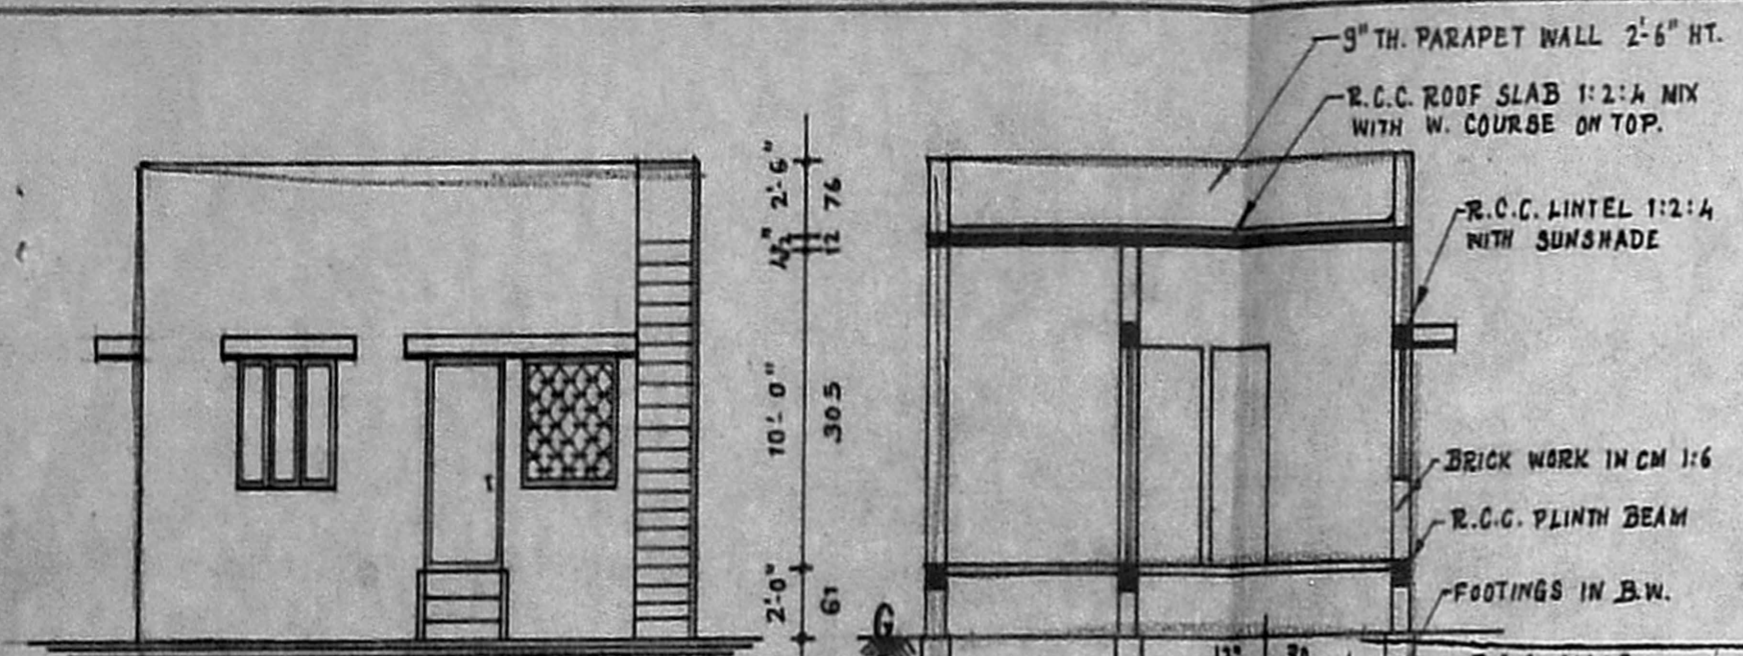 9" TH. PARAPET WALL 2'-6" HT.
R.C.C. ROOF SLAB 1:2:4 MIX
WITH W. COURSE ON TOP.
R.C.C. LINTEL 1:2:4
WITH SUNSHADE
BRICK WORK IN CM 1:6
R.C.C. PLINTH BEAM
FOOTINGS IN B.W.
2'-6"
76
12
10'-0"
305
2'-0"
61
G